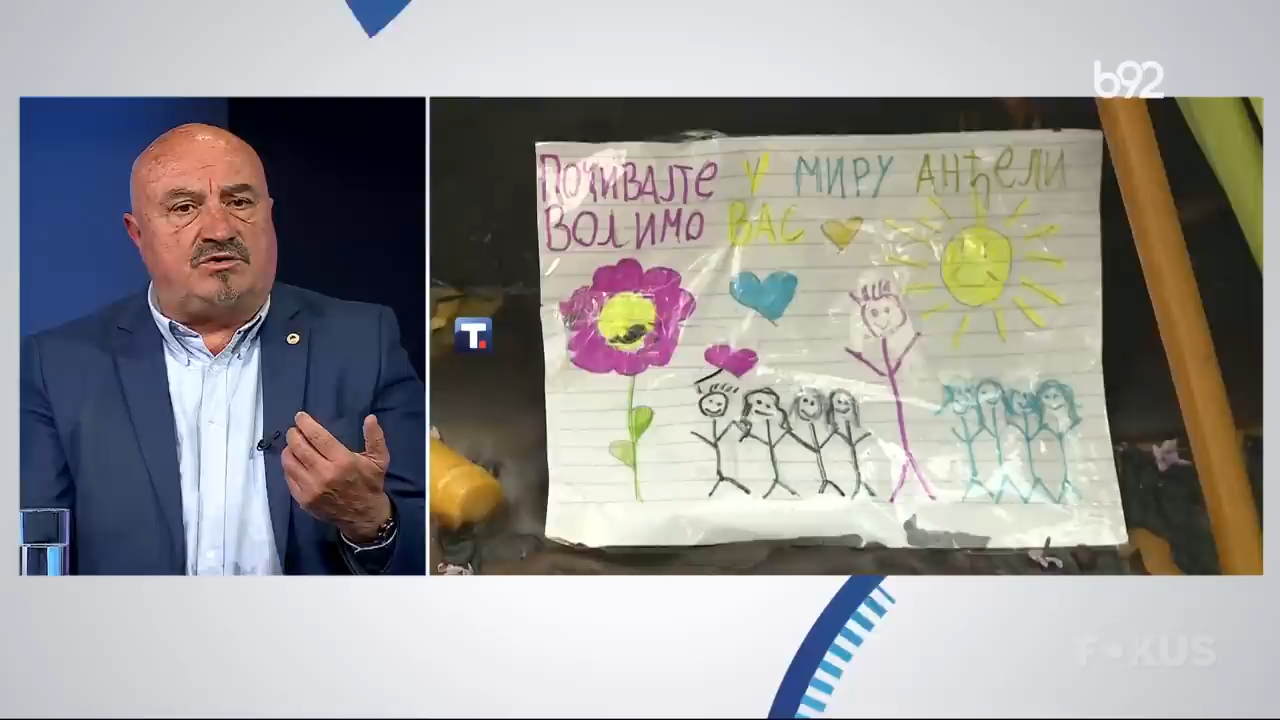 b92
ПОЧИВАЈТЕ У МИРУ АНЂЕЛИ
ВОЛИМО ВАС
T.
FOKUS